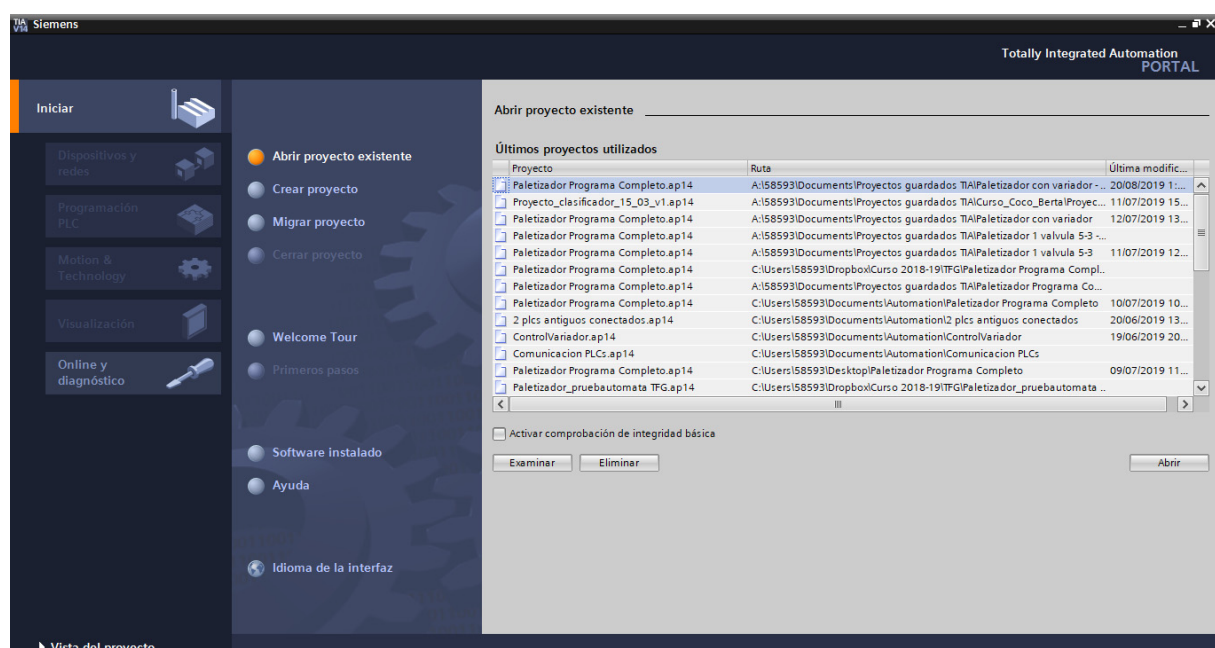 TIA V14 Siemens
Totally Integrated Automation
PORTAL
Iniciar
Dispositivos y
redes
Programación
PLC
Motion &
Technology
Visualización
Online y
diagnóstico
Abrir proyecto existente
Crear proyecto
Migrar proyecto
Cerrar proyecto
Welcome Tour
Primeros pasos
Software instalado
Ayuda
Idioma de la interfaz
Abrir proyecto existente
Últimos proyectos utilizados
Proyecto Ruta Última modific...
Paletizador Programa Completo.ap14 A:\58593\Documents\Proyectos guardados TIA\Paletizador con variador - .. 20/08/2019 1:...
Proyecto_clasificador_15_03_v1.ap14 A:\58593\Documents\Proyectos guardados TIA\Curso_Coco_Berta\Proyec... 11/07/2019 15...
Paletizador Programa Completo.ap14 A:\58593\Documents\Proyectos guardados TIA\Paletizador con variador 12/07/2019 13...
Paletizador Programa Completo.ap14 A:\58593\Documents\Proyectos guardados TIA\Paletizador 1 valvula 5-3 -...
Paletizador Programa Completo.ap14 A:\58593\Documents\Proyectos guardados TIA\Paletizador 1 valvula 5-3 11/07/2019 12...
Paletizador Programa Completo.ap14 C:\Users\58593\Dropbox\Curso 2018-19\TFG\Paletizador Programa Compl..
Paletizador Programa Completo.ap14 A:\58593\Documents\Proyectos guardados TIA\Paletizador Programa Co...
Paletizador Programa Completo.ap14 C:\Users\58593\Documents\Automation\Paletizador Programa Completo 10/07/2019 10...
2 plcs antiguos conectados.ap14 C:\Users\58593\Documents\Automation\2 plcs antiguos conectados 20/06/2019 13...
ControlVariador.ap14 C:\Users\58593\Documents\Automation\ControlVariador 19/06/2019 20...
Comunicacion PLCs.ap14 C:\Users\58593\Documents\Automation\Comunicacion PLCs
Paletizador Programa Completo.ap14 C:\Users\58593\Desktop\Paletizador Programa Completo 09/07/2019 11...
Paletizador_pruebautomata TFG.ap14 C:\Users\58593\Dropbox\Curso 2018-19\TFG\Paletizador_pruebautomata ..
Activar comprobación de integridad básica
Examinar Eliminar Abrir
Vista del proyecto